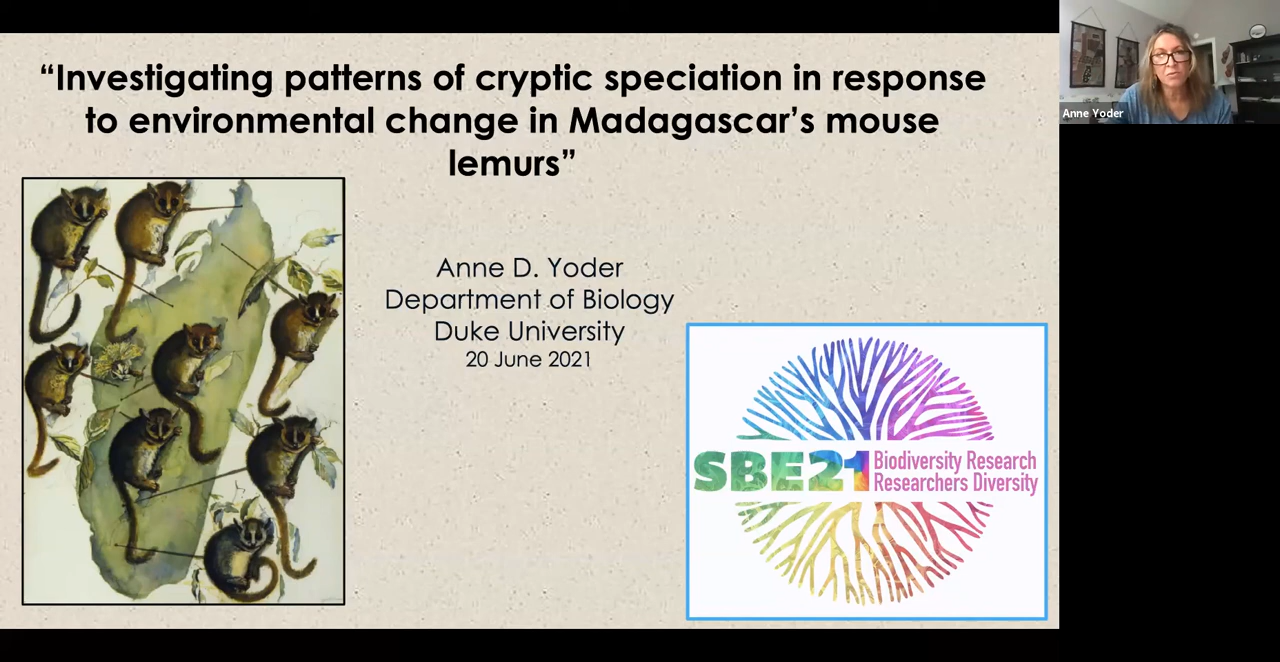 “Investigating patterns of cryptic speciation in response
to environmental change in Madagascar’s mouse
lemurs”
Anne D. Yoder
Department of Biology
Duke University
20 June 2021
SBE21
Biodiversity Research
Researchers Diversity
Anne Yoder